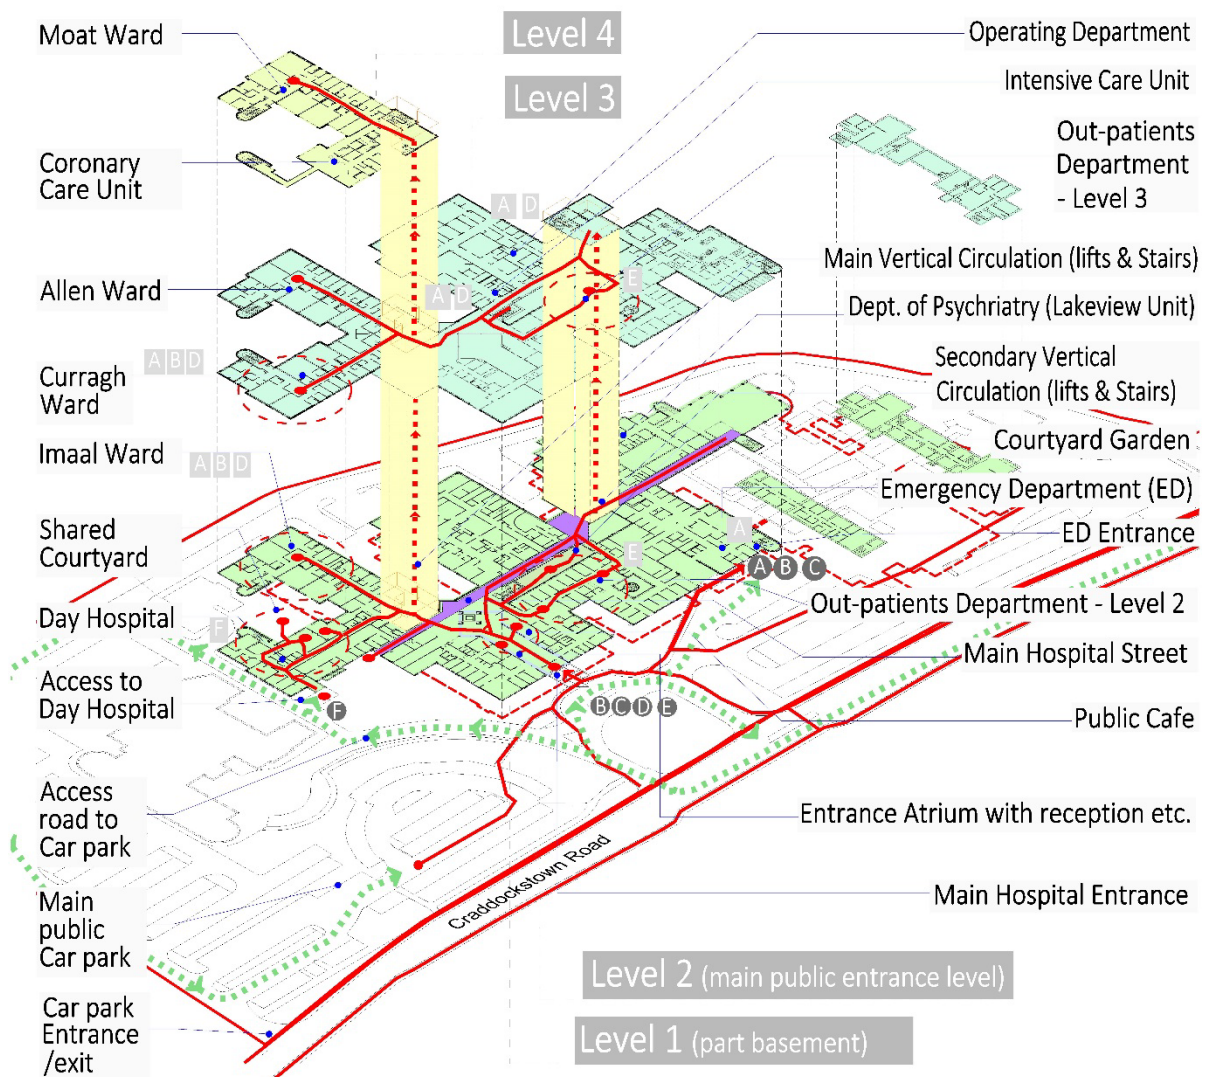 Moat Ward
Level 4
Operating Department
Level 3
Intensive Care Unit
Out-patients
Department
- Level 3
Coronary
Care Unit
A D
Main Vertical Circulation (lifts & Stairs)
E
Allen Ward
A D
Dept. of Psychriatry (Lakeview Unit)
A B D
Secondary Vertical
Circulation (lifts & Stairs)
Curragh
Ward
Courtyard Garden
Imaal Ward
A B D
Emergency Department (ED)
Shared
Courtyard
A
ED Entrance
E
A B C
Out-patients Department - Level 2
Day Hospital
F
Main Hospital Street
Access to
Day Hospital
F
B C D E
Public Cafe
Access
road to
Car park
Entrance Atrium with reception etc.
Craddockstown Road
Main Hospital Entrance
Main
public
Car park
Level 2 (main public entrance level)
Car park
Entrance
/exit
Level 1 (part basement)